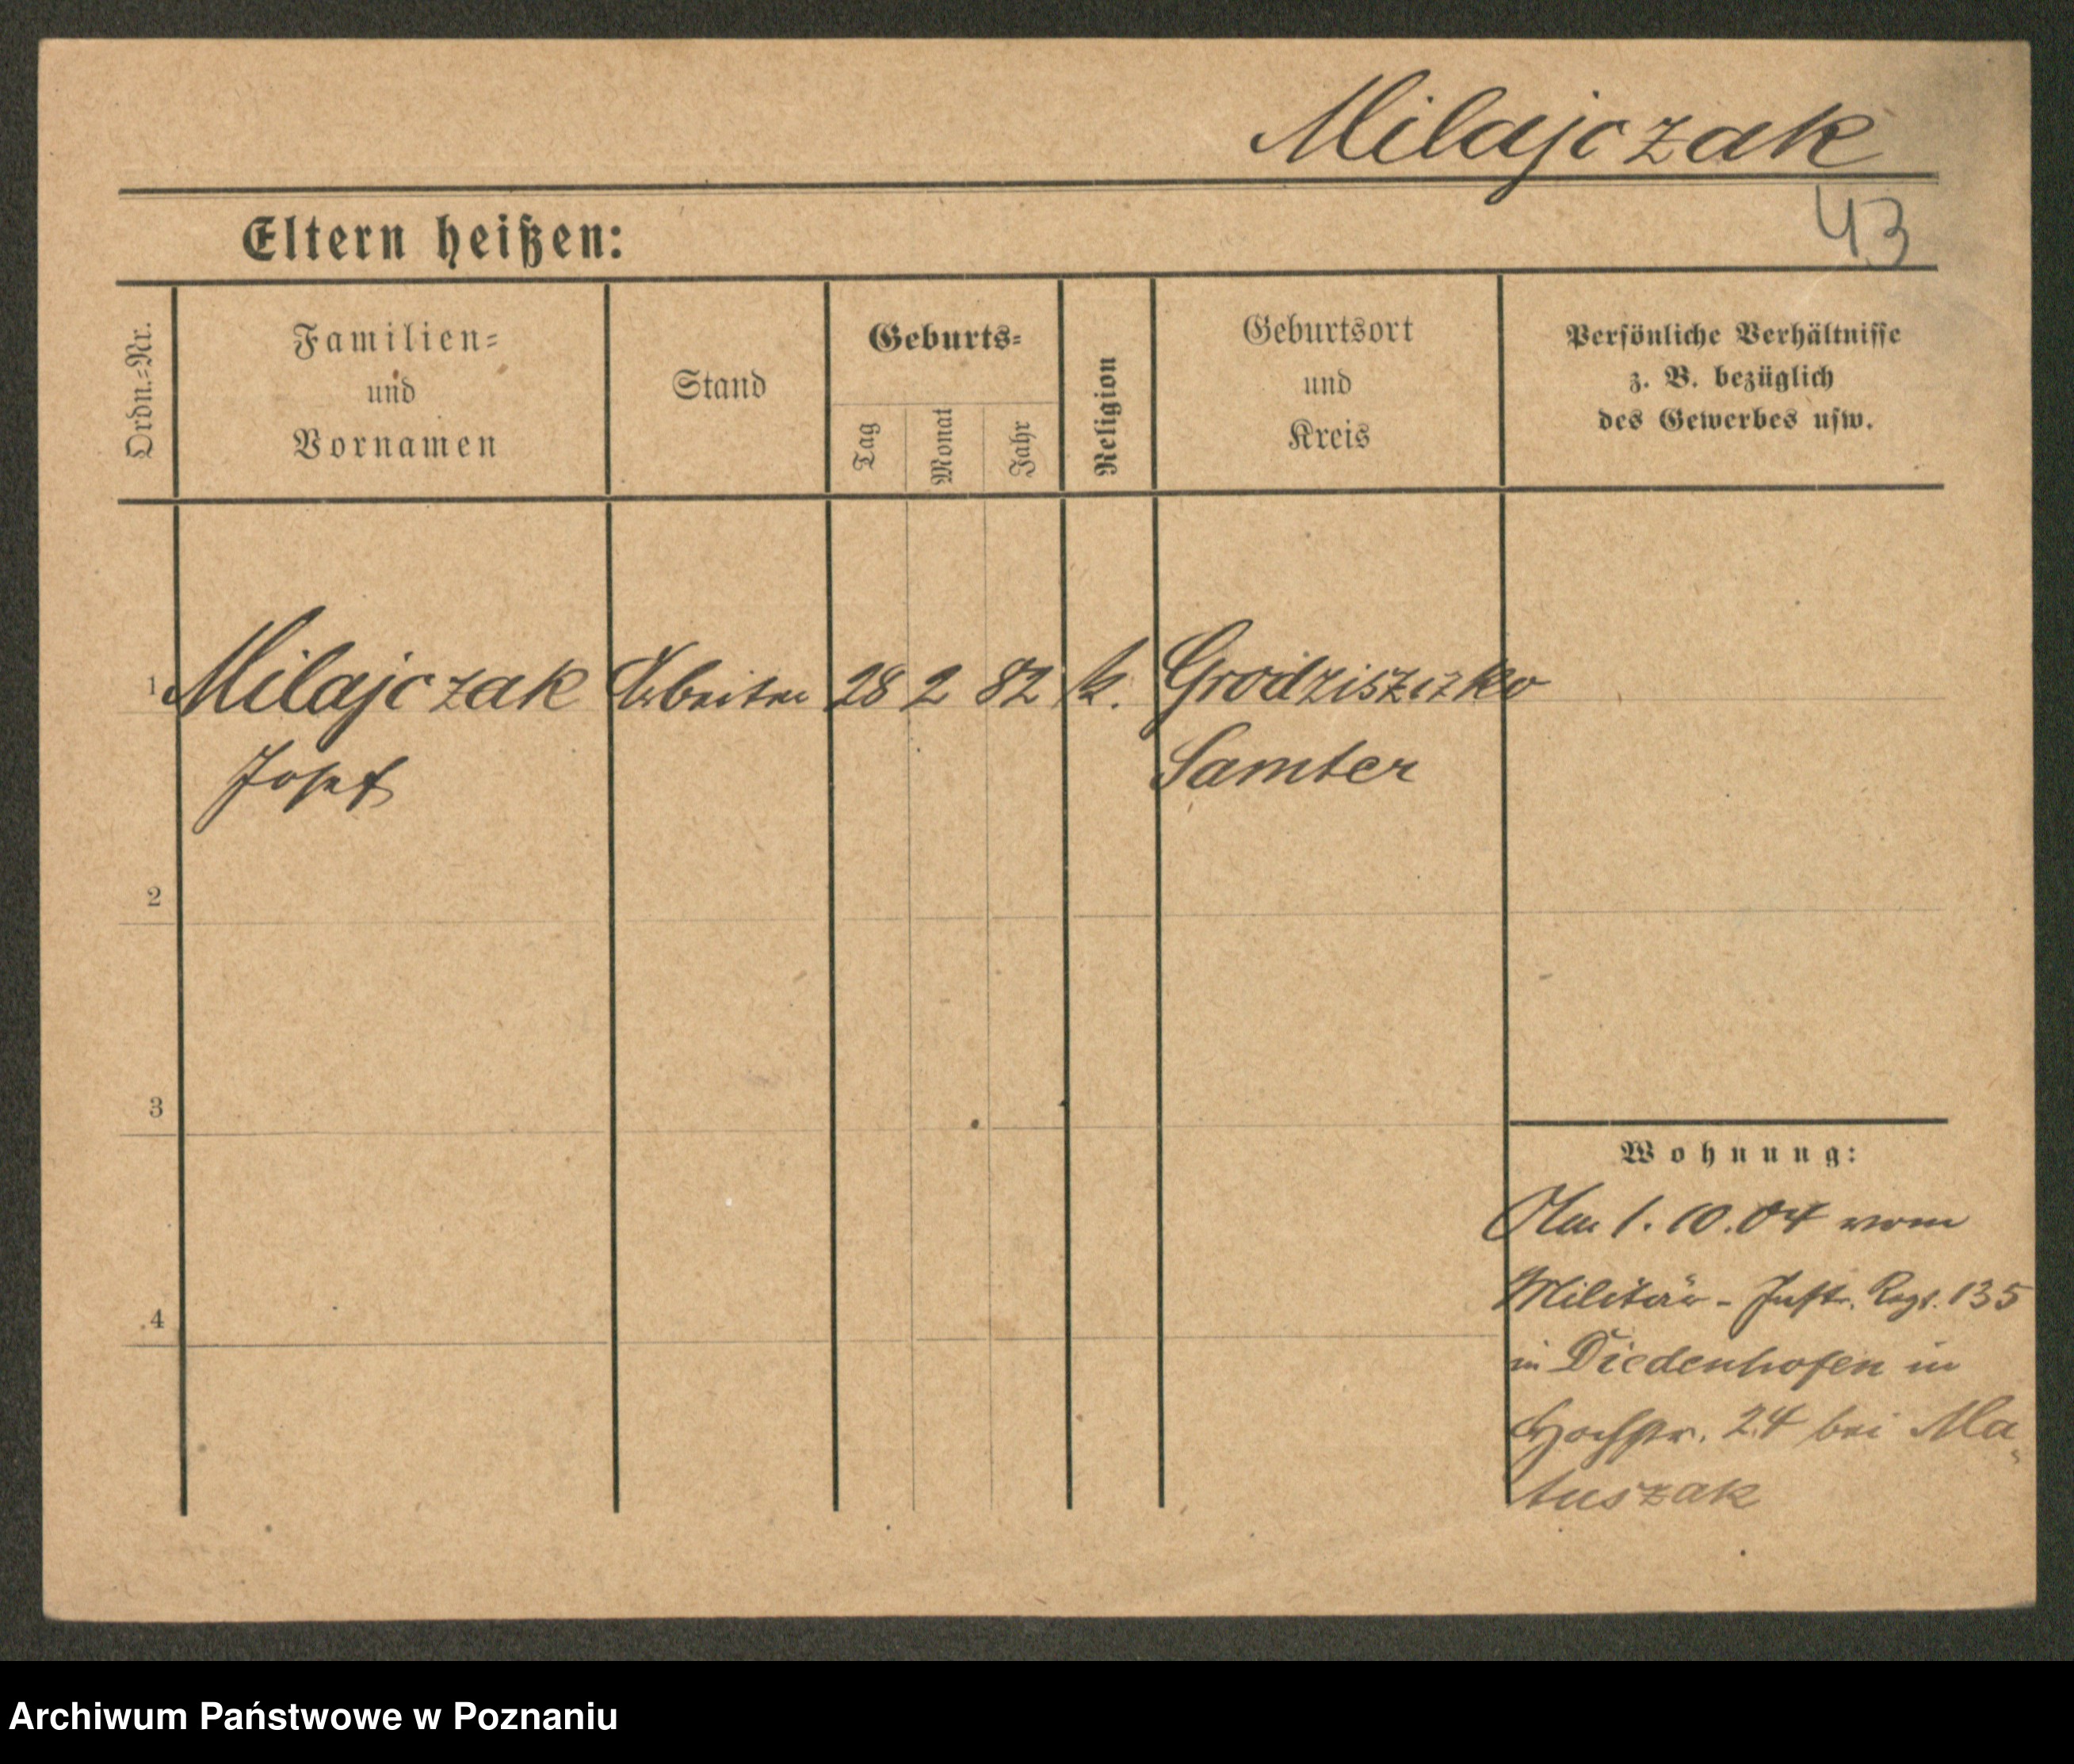 Milajczak
43
Eltern heißen:
Ordn.-Nr.
Familien-
und
Vornamen
Stand
Geburts-
Tag
Monat
Jahr
Religion
Geburtsort
und
Kreis
Persönliche Verhältnisse
z. B. bezüglich
des Gewerbes usw.
1 Milajczak Arbeiter 28 2 82 k. Grodziszczko
Josef Samter
2
3
4
Wohnung:
Am 1. 10. 04 vom
Militär - Inftr. Regt. 135
in Diedenhofen in
Hochstr. 24 bei Ma
tuszak
Archiwum Państwowe w Poznaniu